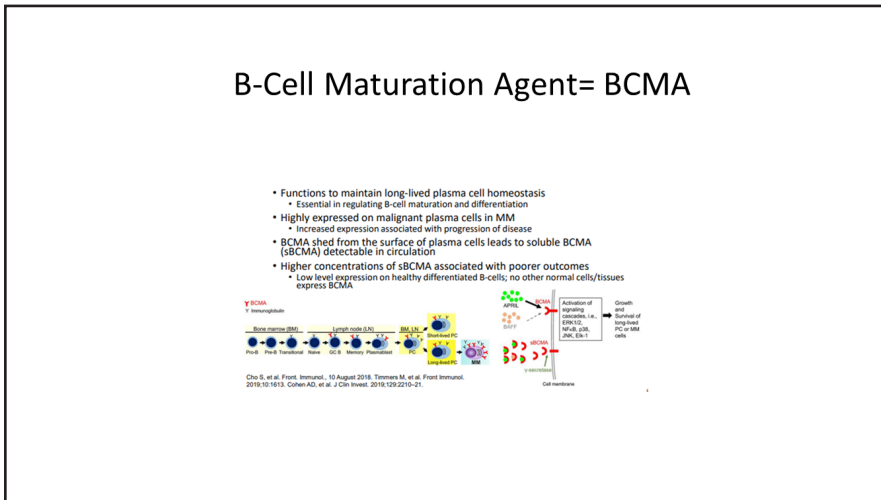 B-Cell Maturation Agent= BCMA
• Functions to maintain long-lived plasma cell homeostasis
• Essential in regulating B-cell maturation and differentiation
• Highly expressed on malignant plasma cells in MM
• Increased expression associated with progression of disease
• BCMA shed from the surface of plasma cells leads to soluble BCMA
(sBCMA) detectable in circulation
• Higher concentrations of sBCMA associated with poorer outcomes
• Low level expression on healthy differentiated B-cells; no other normal cells/tissues
express BCMA
BCMA
Y Immunoglobulin
Bone marrow (BM)
Lymph node (LN)
BM, LN
Short-lived PC
Pro-B
Pre-B
Transitional
Naive
GC B
Memory
Plasmablast
PC
Long-lived PC
MM
APRIL
BCMA
BAFF
sBCMA
γ-secretase
Cell membrane
Activation of
signaling
cascades, i.e.,
ERK1/2,
NFκB, p38,
JNK, Elk-1
Growth
and
Survival of
long-lived
PC or MM
cells
Cho S, et al. Front. Immunol., 10 August 2018. Timmers M, et al. Front Immunol.
2019;10:1613. Cohen AD, et al. J Clin Invest. 2019;129:2210–21.